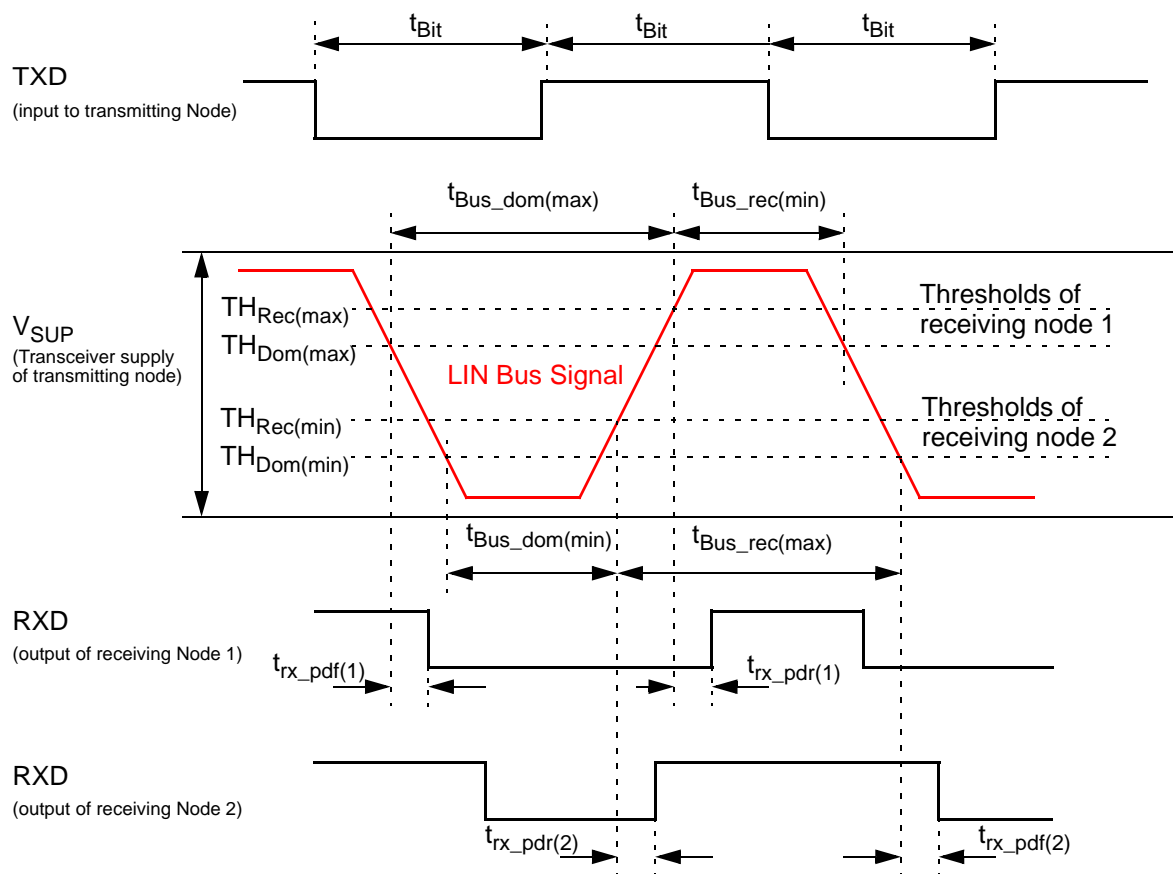 tBit tBit tBit
TXD
(input to transmitting Node)
tBus_dom(max) tBus_rec(min)
VSUP
(Transceiver supply
of transmitting node)
THRec(max)
THDom(max)
Thresholds of
receiving node 1
LIN Bus Signal
THRec(min)
THDom(min)
Thresholds of
receiving node 2
tBus_dom(min) tBus_rec(max)
RXD
(output of receiving Node 1)
trx_pdf(1) trx_pdr(1)
RXD
(output of receiving Node 2)
trx_pdr(2) trx_pdf(2)